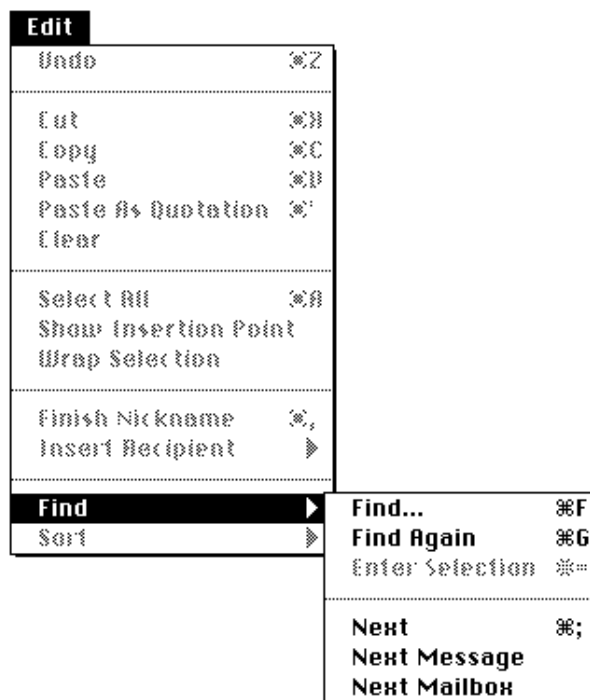 Edit
Undo ⌘Z
Cut ⌘X
Copy ⌘C
Paste ⌘V
Paste As Quotation ⌘'
Clear
Select All ⌘A
Show Insertion Point
Wrap Selection
Finish Nickname ⌘,
Insert Recipient ▶
Find ▶
Sort ▶
Find... ⌘F
Find Again ⌘G
Enter Selection ⌘=
Next ⌘;
Next Message
Next Mailbox